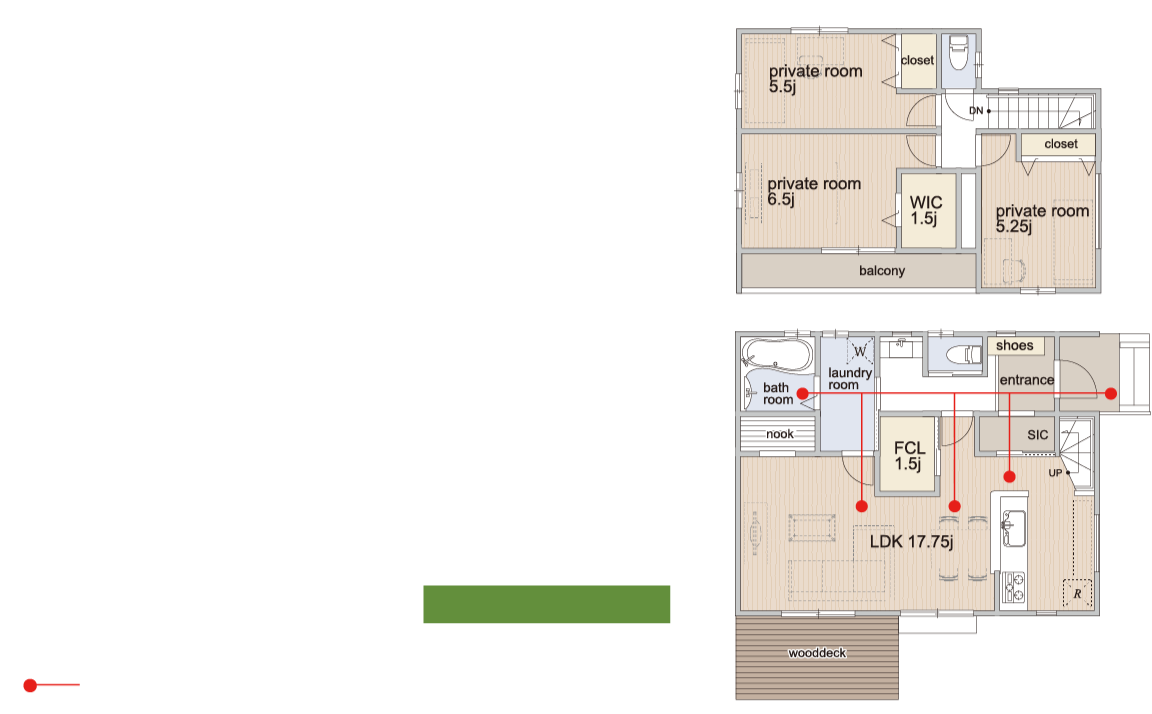 private room
5.5j
closet
DN
closet
private room
6.5j
WIC
1.5j
private room
5.25j
balcony
W
shoes
laundry
room
entrance
bath
room
nook
FCL
1.5j
SIC
UP
LDK 17.75j
R
wooddeck